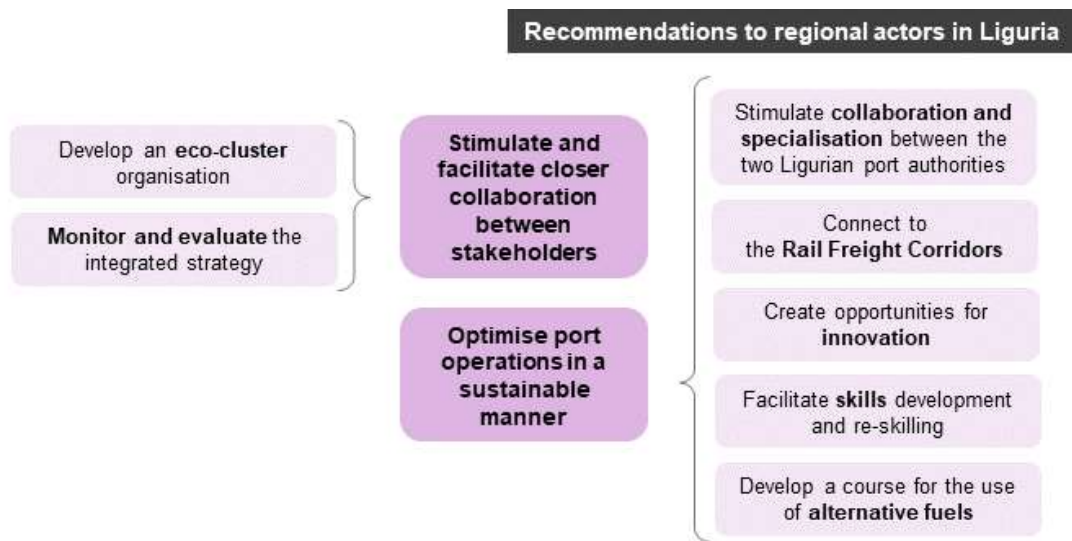 Recommendations to regional actors in Liguria
Develop an eco-cluster
organisation
Monitor and evaluate the
integrated strategy
Stimulate and
facilitate closer
collaboration
between
stakeholders
Optimise port
operations in a
sustainable
manner
Stimulate collaboration and
specialisation between the
two Ligurian port authorities
Connect to
the Rail Freight Corridors
Create opportunities for
innovation
Facilitate skills development
and re-skilling
Develop a course for the use
of alternative fuels